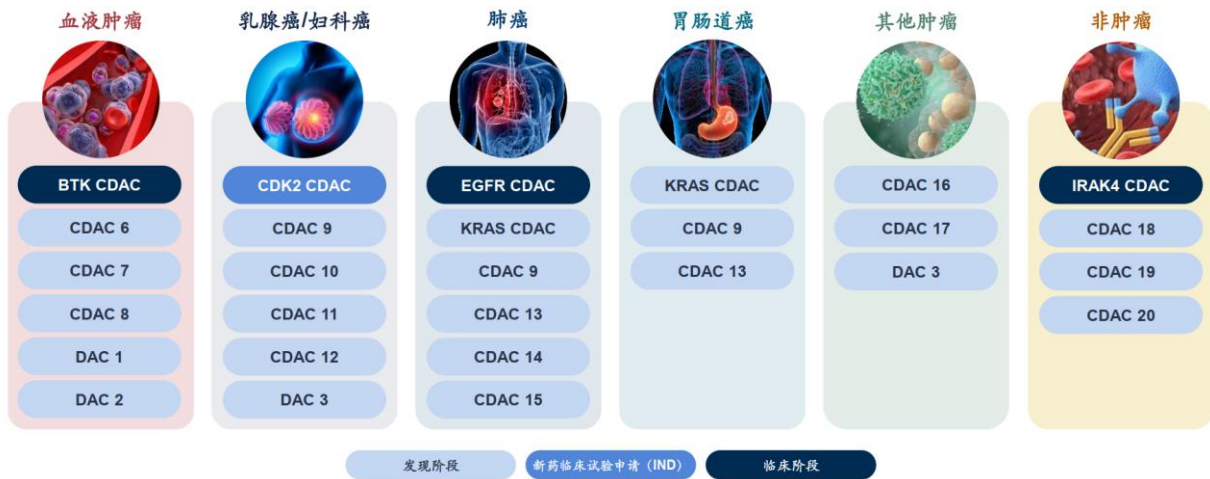 血液肿瘤
BTK CDAC
CDAC 6
CDAC 7
CDAC 8
DAC 1
DAC 2
乳腺癌/妇科癌
CDK2 CDAC
CDAC 9
CDAC 10
CDAC 11
CDAC 12
DAC 3
肺癌
EGFR CDAC
KRAS CDAC
CDAC 9
CDAC 13
CDAC 14
CDAC 15
胃肠道癌
KRAS CDAC
CDAC 9
CDAC 13
其他肿瘤
CDAC 16
CDAC 17
DAC 3
非肿瘤
IRAK4 CDAC
CDAC 18
CDAC 19
CDAC 20
发现阶段
新药临床试验申请（IND）
临床阶段